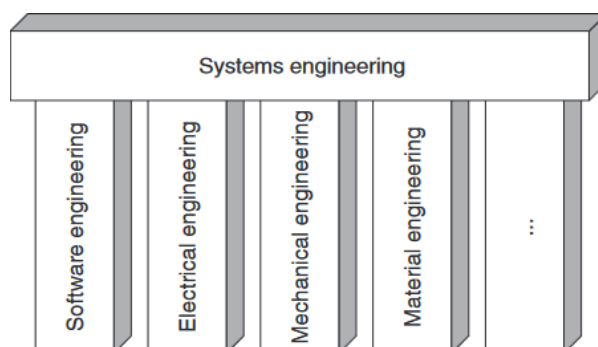 Systems engineering
Software engineering
Electrical engineering
Mechanical engineering
Material engineering
...